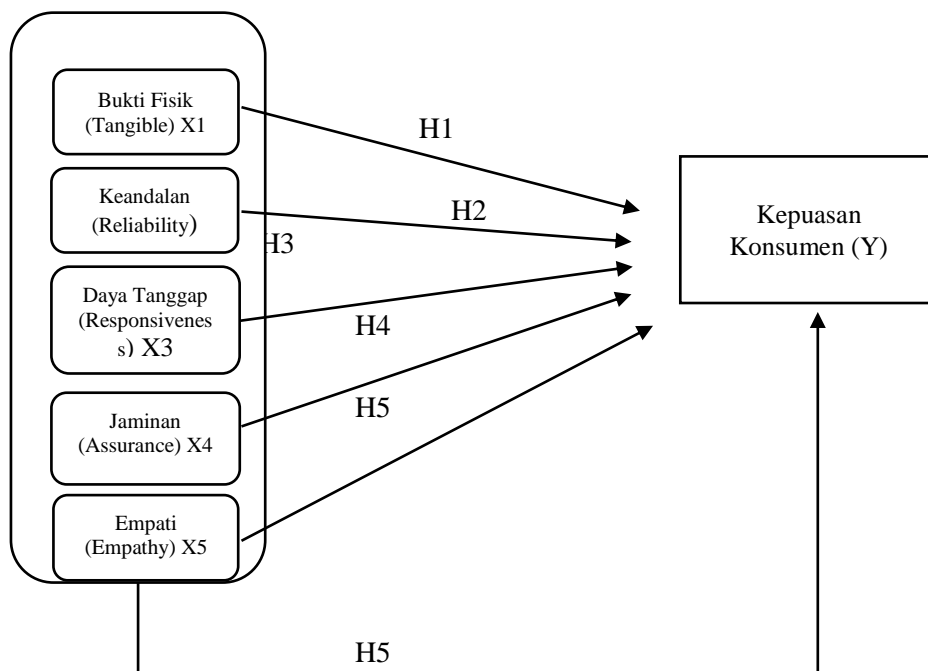 Bukti Fisik
(Tangible) X1
H1
Keandalan
(Reliability)
H2
H3
Daya Tanggap
(Responsivenes
s) X3
H4
Jaminan
(Assurance) X4
H5
Empati
(Empathy) X5
Kepuasan
Konsumen (Y)
H5